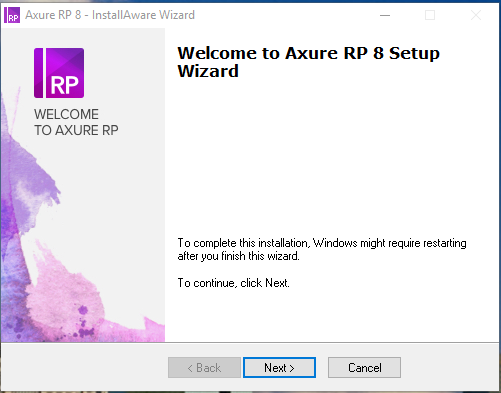 RP Axure RP 8 - InstallAware Wizard
RP
WELCOME
TO AXURE RP
Welcome to Axure RP 8 Setup
Wizard
To complete this installation, Windows might require restarting
after you finish this wizard.
To continue, click Next.
< Back Next > Cancel